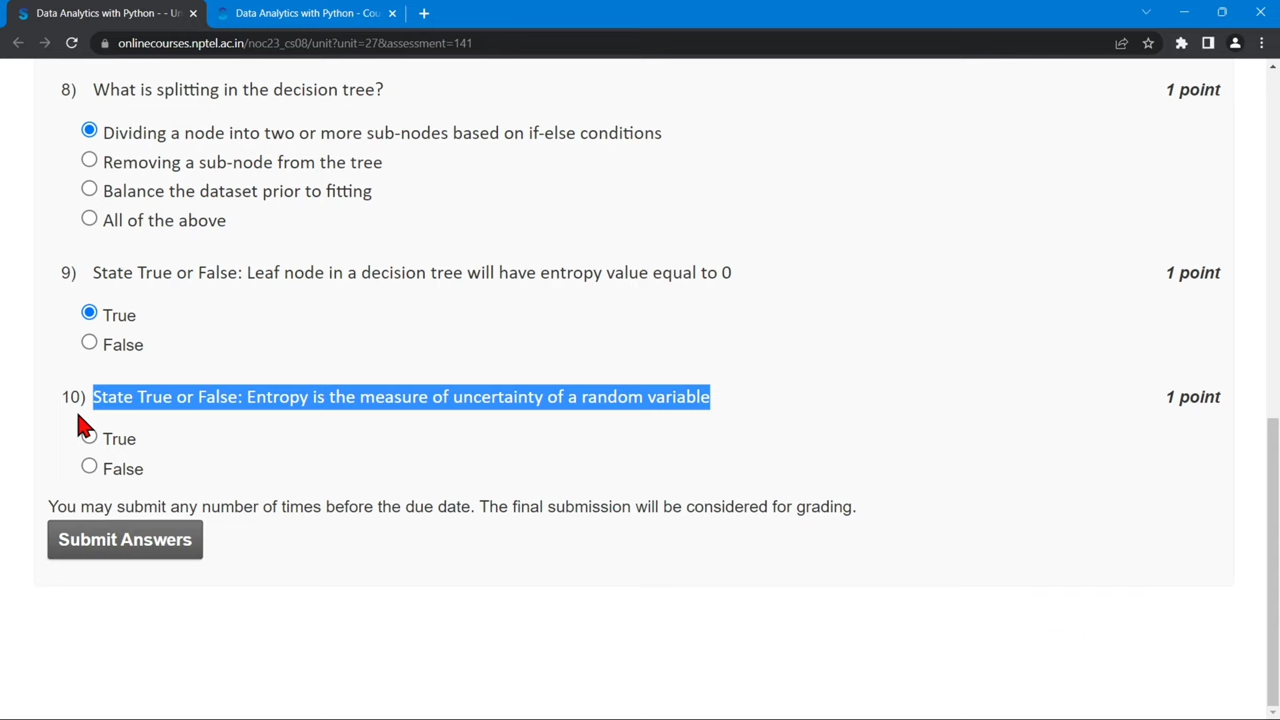 Data Analytics with Python - - Un
Data Analytics with Python - Cou
onlinecourses.nptel.ac.in/noc23_cs08/unit?unit=27&assessment=141
8) What is splitting in the decision tree? 1 point
Dividing a node into two or more sub-nodes based on if-else conditions
Removing a sub-node from the tree
Balance the dataset prior to fitting
All of the above
9) State True or False: Leaf node in a decision tree will have entropy value equal to 0 1 point
True
False
10) State True or False: Entropy is the measure of uncertainty of a random variable 1 point
True
False
You may submit any number of times before the due date. The final submission will be considered for grading.
Submit Answers